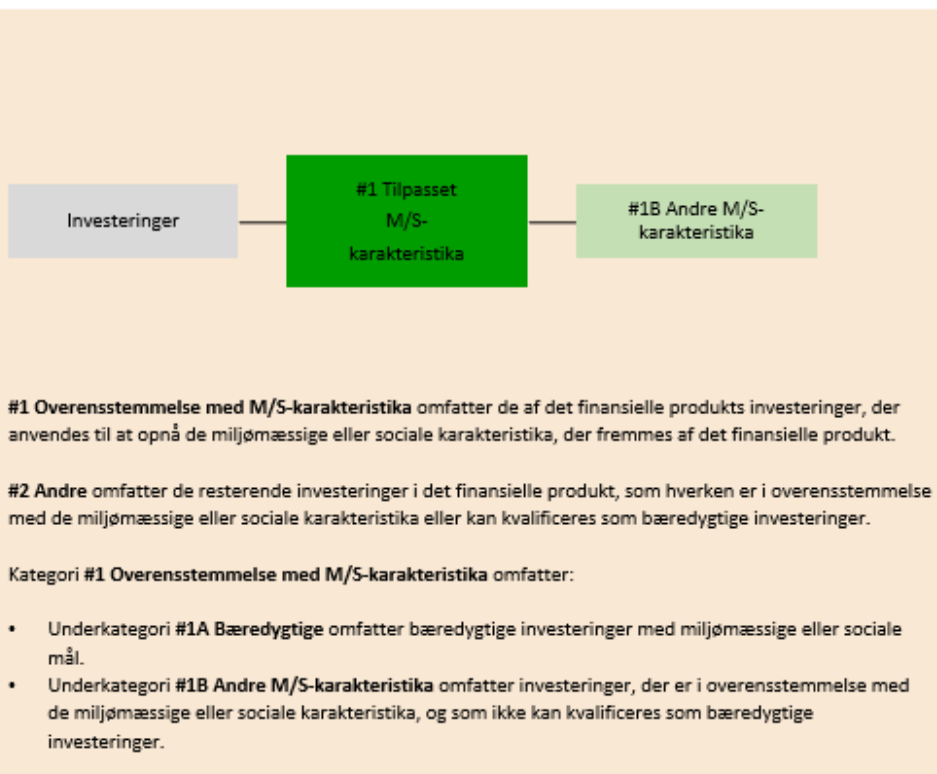 Investeringer
#1 Tilpasset
M/S-
karakteristika
#1B Andre M/S-
karakteristika
#1 Overensstemmelse med M/S-karakteristika omfatter de af det finansielle produkts investeringer, der
anvendes til at opnå de miljømæssige eller sociale karakteristika, der fremmes af det finansielle produkt.
#2 Andre omfatter de resterende investeringer i det finansielle produkt, som hverken er i overensstemmelse
med de miljømæssige eller sociale karakteristika eller kan kvalificeres som bæredygtige investeringer.
Kategori #1 Overensstemmelse med M/S-karakteristika omfatter:
• Underkategori #1A Bæredygtige omfatter bæredygtige investeringer med miljømæssige eller sociale
mål.
• Underkategori #1B Andre M/S-karakteristika omfatter investeringer, der er i overensstemmelse med
de miljømæssige eller sociale karakteristika, og som ikke kan kvalificeres som bæredygtige
investeringer.